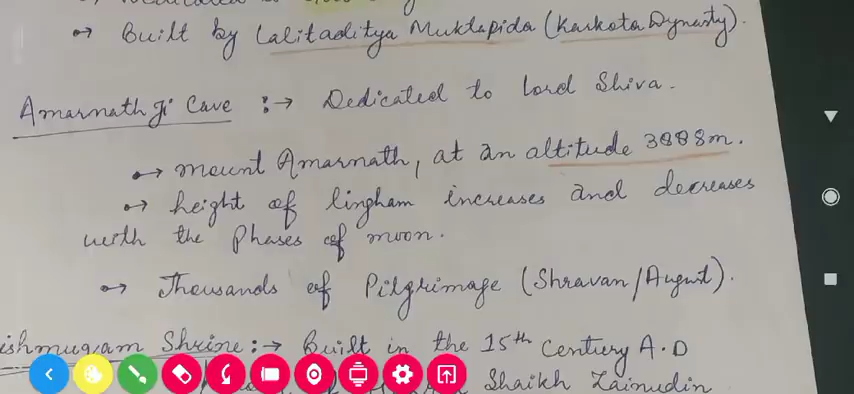 → Built by Lalitaditya Muktapida (Karkota Dynasty).
Amarnath Ji Cave :→ Dedicated to Lord Shiva.
→ Mount Amarnath, at an altitude 3888m.
→ height of lingham increases and decreases
with the Phases of moon.
→ Thousands of Pilgrimage (Shravan/August).
ishmugam Shrine :→ Built in the 15th Century A.D
Shaikh Zainudin